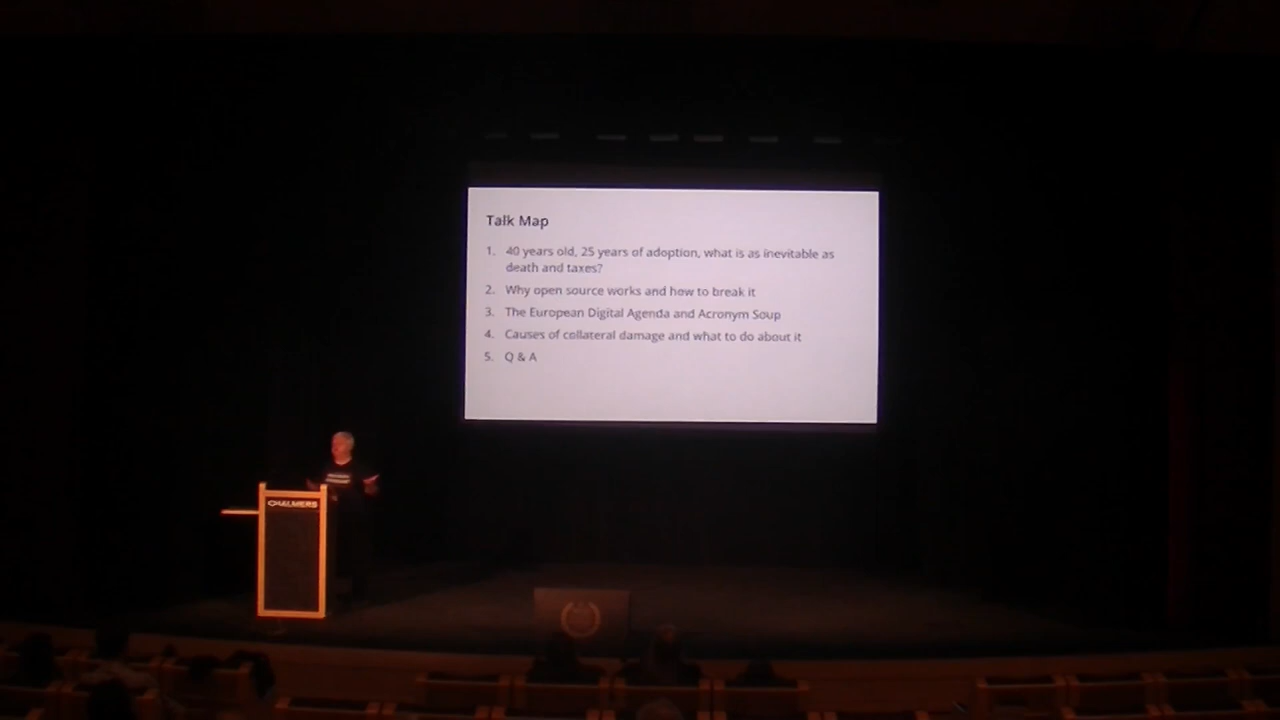 Talk Map
1. 40 years old, 25 years of adoption, what is as inevitable as
death and taxes?
2. Why open source works and how to break it
3. The European Digital Agenda and Acronym Soup
4. Causes of collateral damage and what to do about it
5. Q & A
CHALMERS